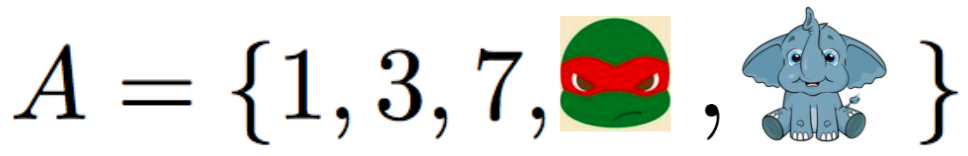 A = {1, 3, 7, , }